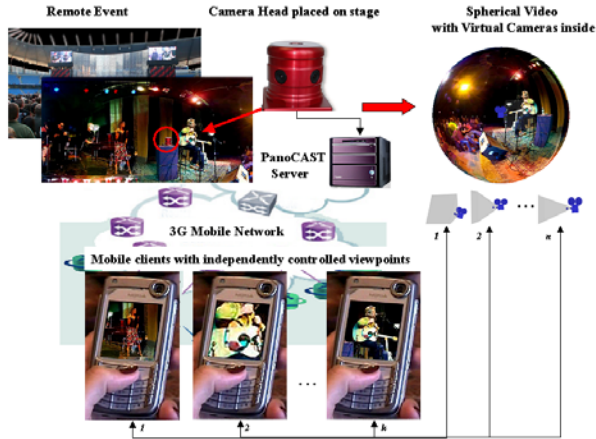 Remote Event
Camera Head placed on stage
Spherical Video
with Virtual Cameras inside
PanoCAST
Server
3G Mobile Network
1 2 ... n
Mobile clients with independently controlled viewpoints
NOKIA
...
1 2 k